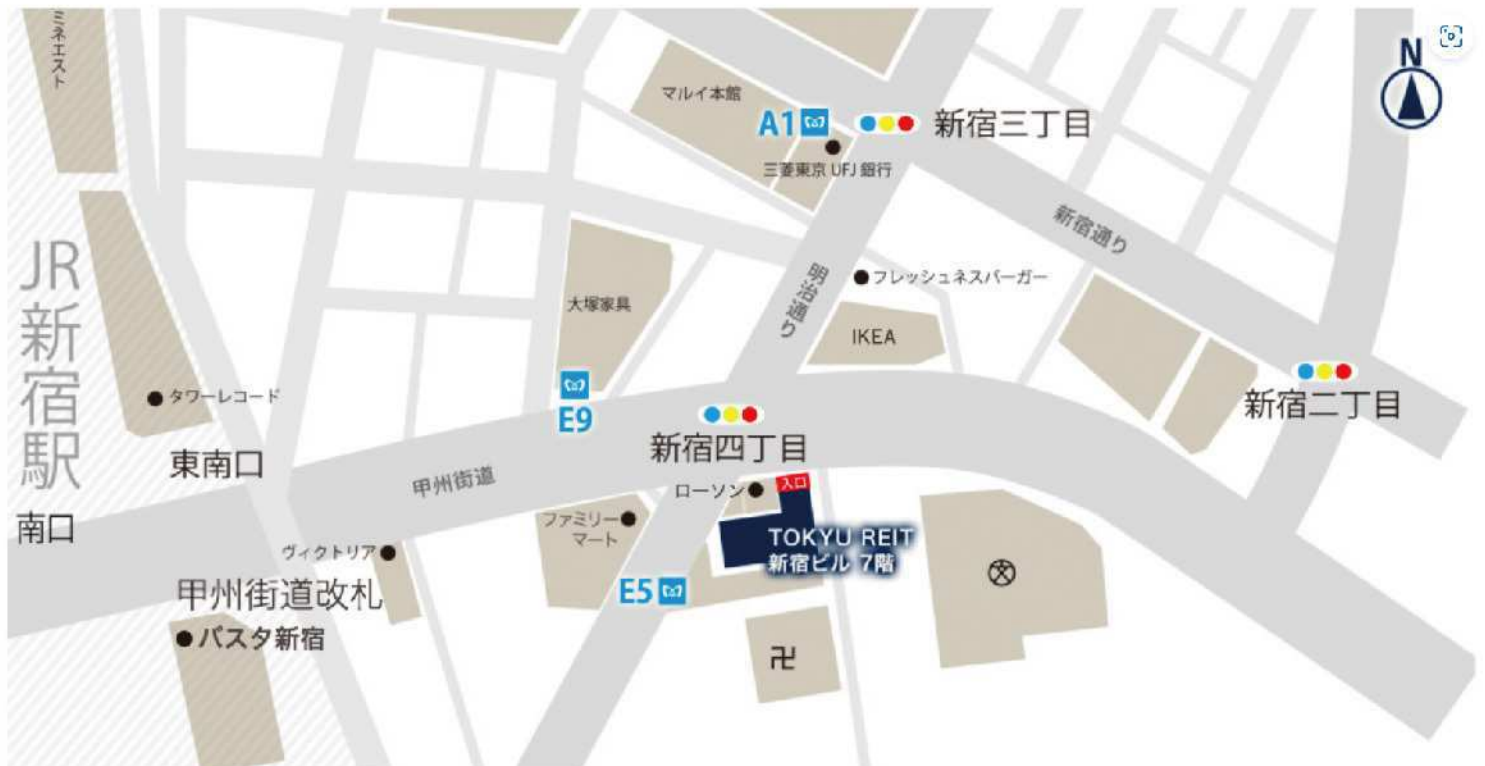 ミネエスト
N
マルイ本館
A1
新宿三丁目
三菱東京 UFJ 銀行
新宿通り
JR新宿駅
明治通り
フレッシュネスバーガー
大塚家具
IKEA
タワーレコード
E9
新宿二丁目
東南口
新宿四丁目
甲州街道
ローソン
入口
南口
ファミリー
マート
TOKYU REIT
新宿ビル 7階
ヴィクトリア
甲州街道改札
E5
文
バスタ新宿
卍